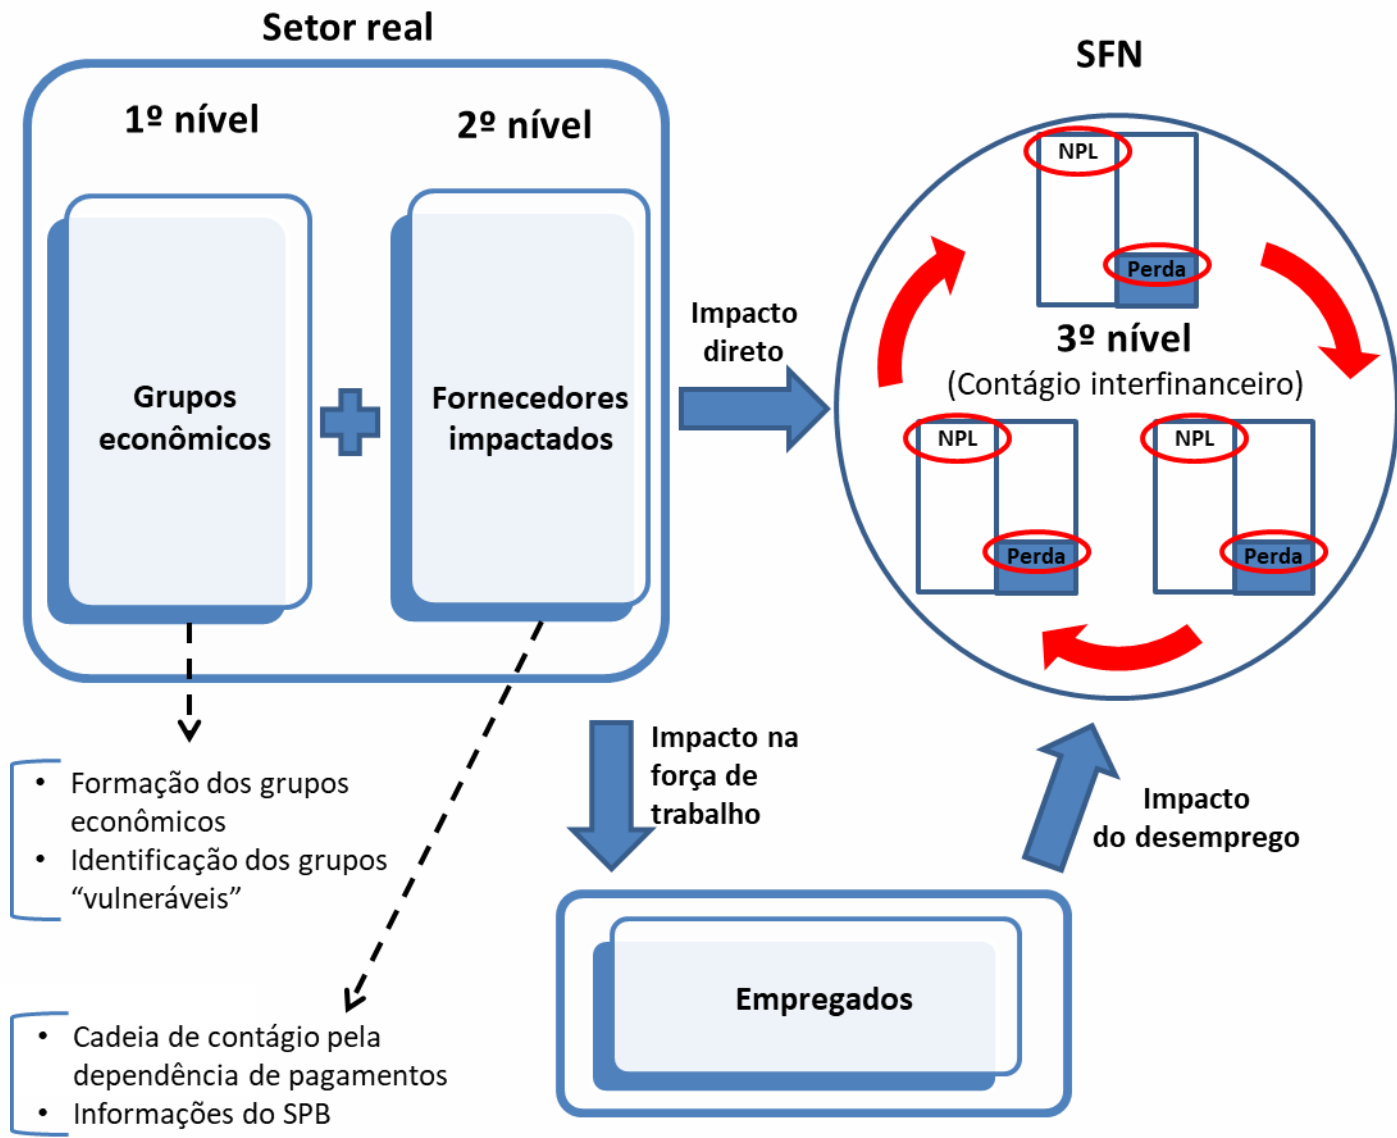 Setor real
SFN
1º nível
2º nível
Grupos
econômicos
Fornecedores
impactados
Impacto
direto
NPL
Perda
3º nível
(Contágio interfinanceiro)
NPL
Perda
NPL
Perda
• Formação dos grupos
econômicos
• Identificação dos grupos
“vulneráveis”
Impacto na
força de
trabalho
Impacto
do desemprego
Empregados
• Cadeia de contágio pela
dependência de pagamentos
• Informações do SPB